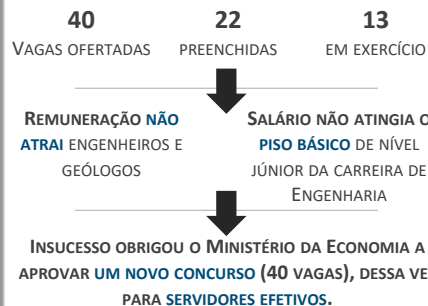 40 22 13
VAGAS OFERTADAS PREENCHIDAS EM EXERCÍCIO
REMUNERAÇÃO NÃO
ATRAI ENGENHEIROS E
GEÓLOGOS
SALÁRIO NÃO ATINGIA O
PISO BÁSICO DE NÍVEL
JÚNIOR DA CARREIRA DE
ENGENHARIA
INSUCESSO OBRIGOU O MINISTÉRIO DA ECONOMIA A
APROVAR UM NOVO CONCURSO (40 VAGAS), DESSA VE
PARA SERVIDORES EFETIVOS.